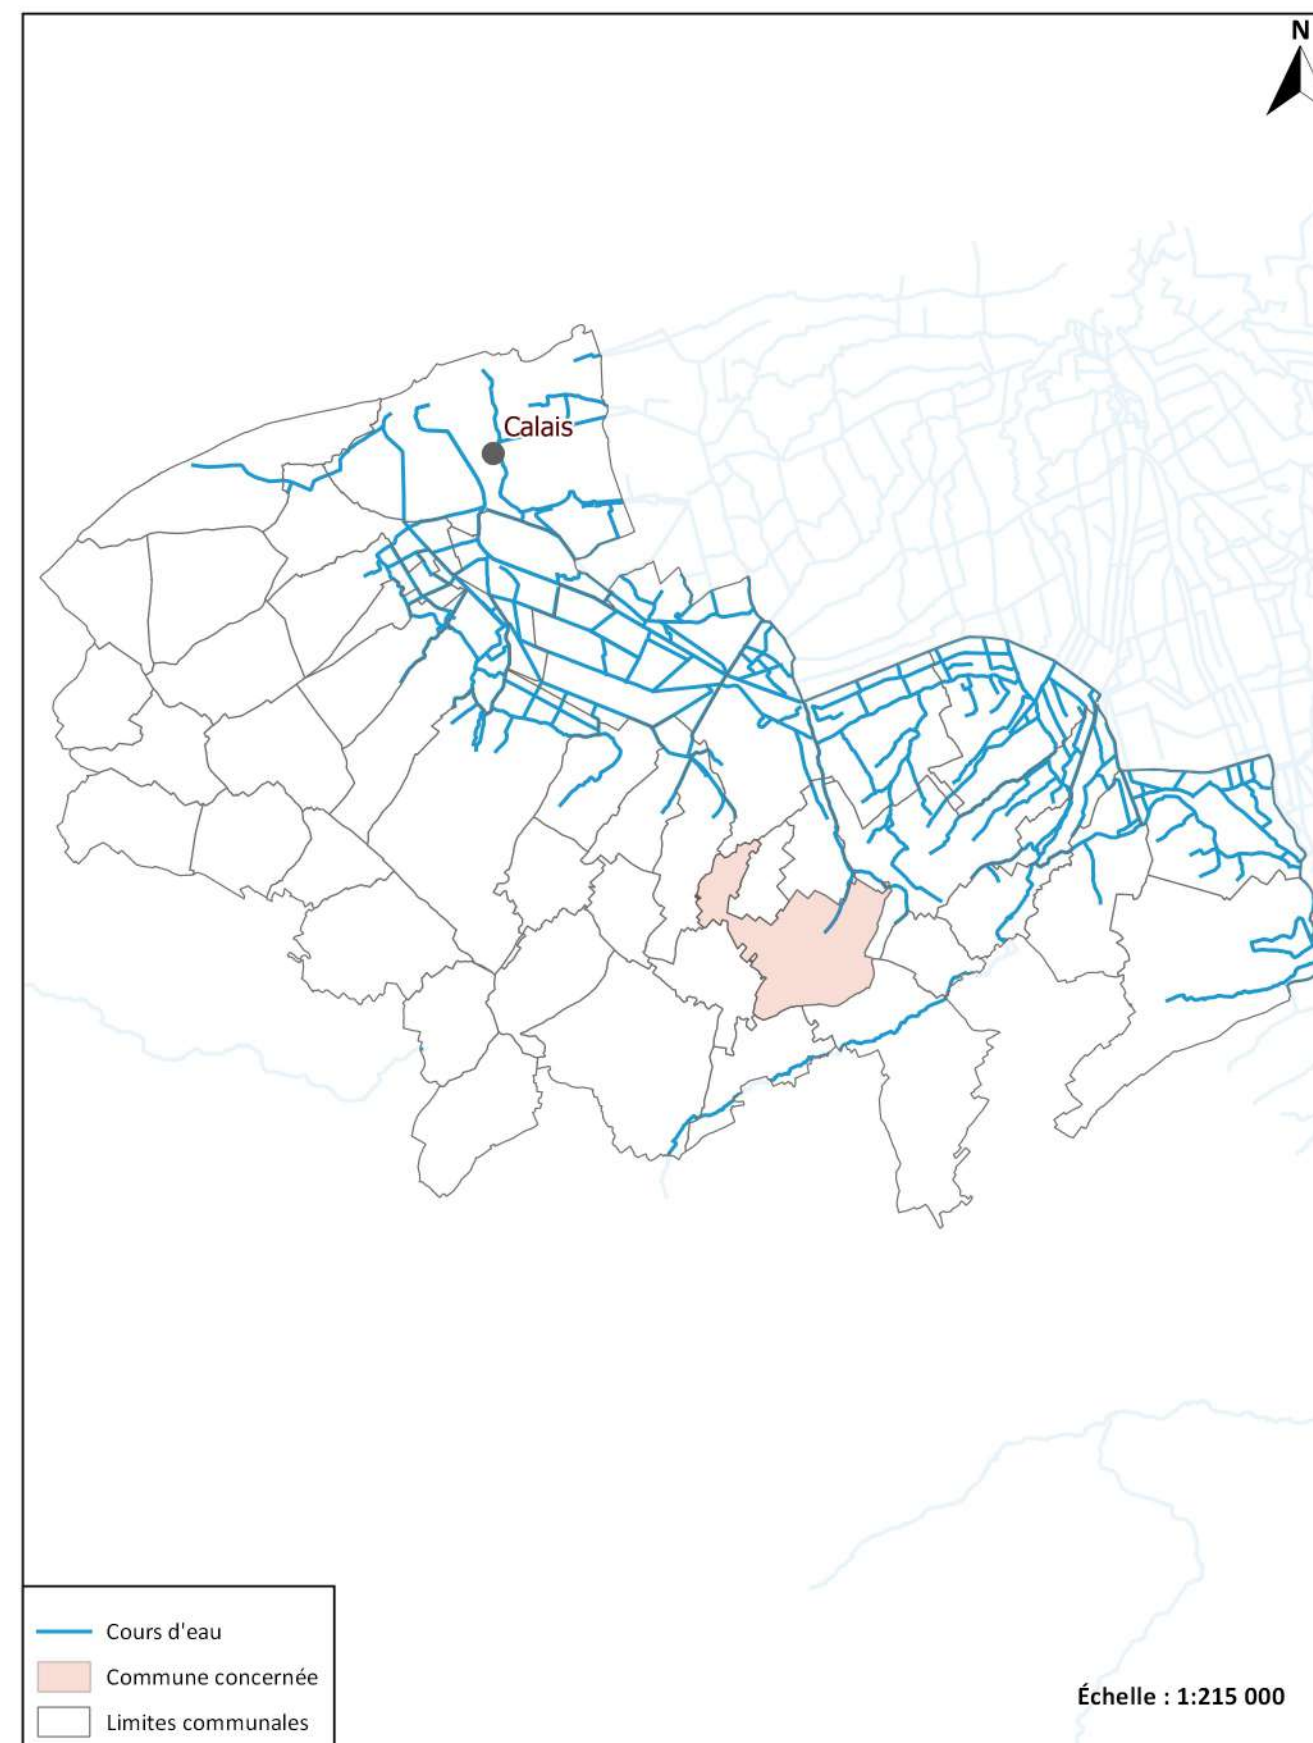 N
Calais
Cours d'eau
Commune concernée
Limites communales
Échelle : 1:215 000